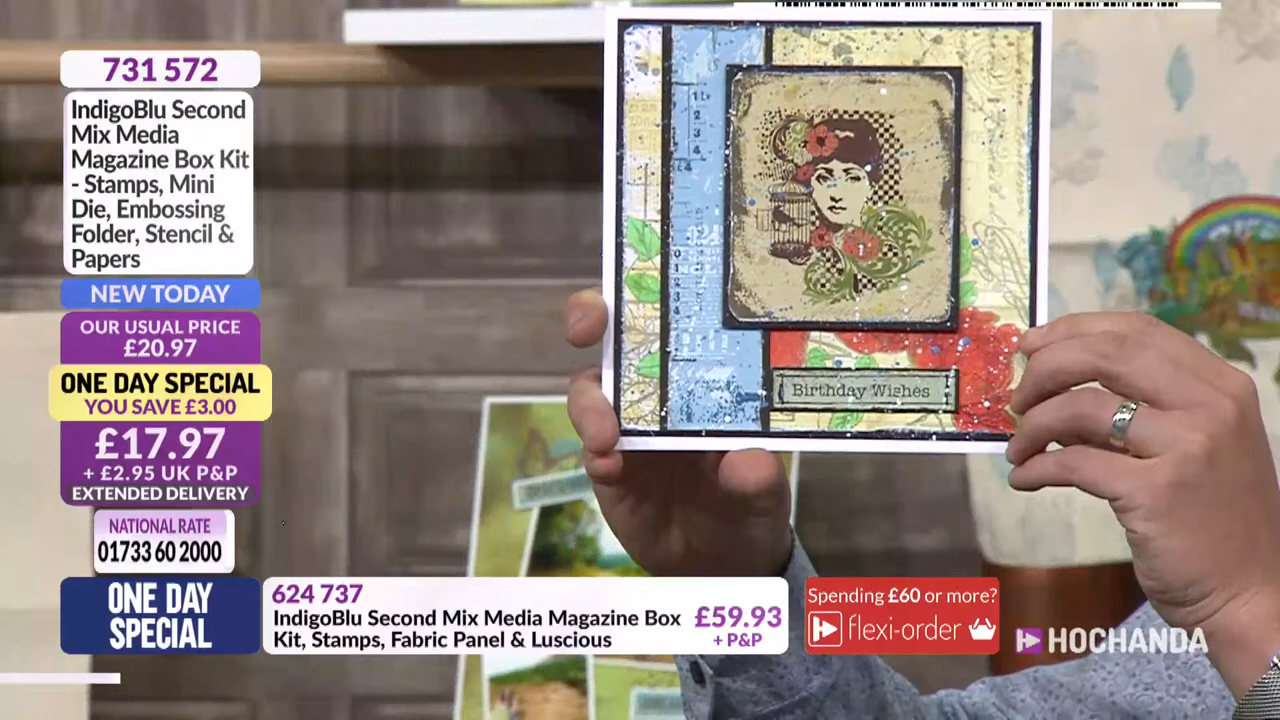 731 572
IndigoBlu Second
Mix Media
Magazine Box Kit
- Stamps, Mini
Die, Embossing
Folder, Stencil &
Papers
NEW TODAY
OUR USUAL PRICE
£20.97
ONE DAY SPECIAL
YOU SAVE £3.00
£17.97
+ £2.95 UK P&P
EXTENDED DELIVERY
NATIONAL RATE
01733 60 2000
Birthday Wishes
ONE DAY
SPECIAL
624 737
IndigoBlu Second Mix Media Magazine Box
Kit, Stamps, Fabric Panel & Luscious
£59.93
+ P&P
Spending £60 or more?
flexi-order
HOCHANDA